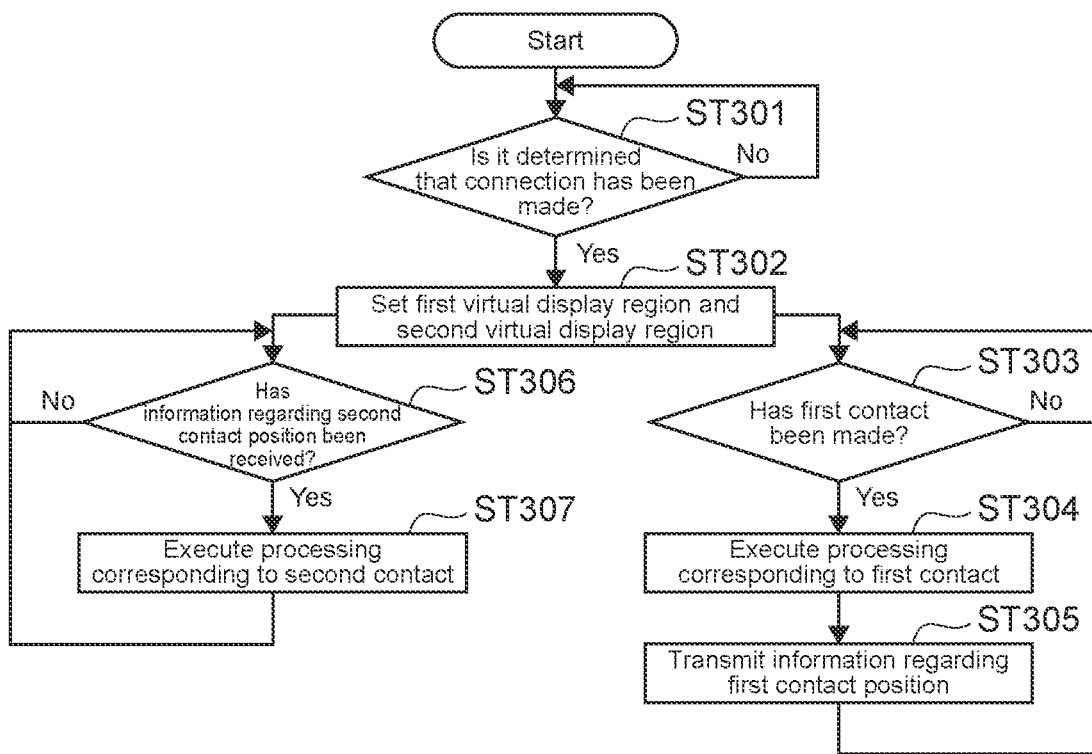 Start
ST301
Is it determined
that connection has been
made?
No
Yes
ST302
Set first virtual display region and
second virtual display region
ST306
Has
information regarding second
contact position been
received?
No
Yes
ST307
Execute processing
corresponding to second contact
ST303
Has first contact
been made?
No
Yes
ST304
Execute processing
corresponding to first contact
ST305
Transmit information regarding
first contact position